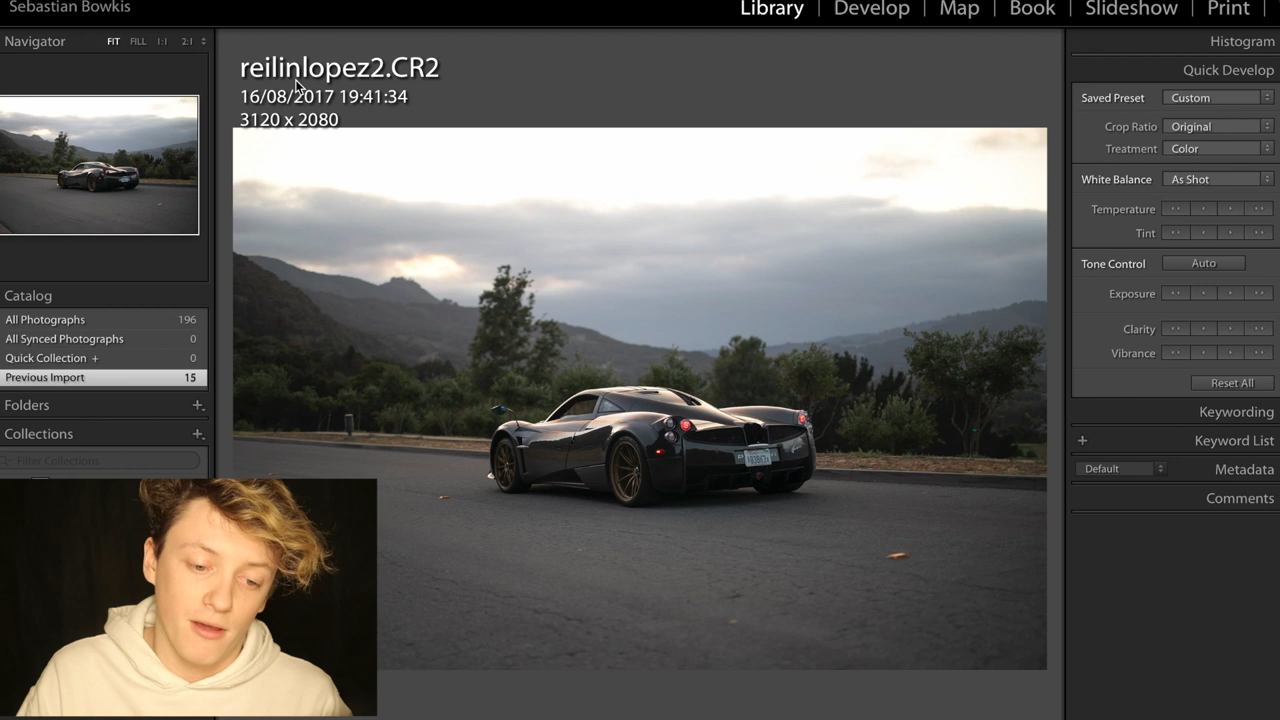 Sebastian Bowkis
Library | Develop | Map | Book | Slideshow | Print |
Navigator FIT FILL 1:1 2:1
reilinlopez2.CR2
16/08/2017 19:41:34
3120 x 2080
Catalog
All Photographs 196
All Synced Photographs 0
Quick Collection + 0
Previous Import 15
Folders +
Collections +
Filter Collections
Histogram
Quick Develop
Saved Preset Custom
Crop Ratio Original
Treatment Color
White Balance As Shot
Temperature
Tint
Tone Control Auto
Exposure
Clarity
Vibrance
Reset All
Keywording
+ Keyword List
Default Metadata
Comments